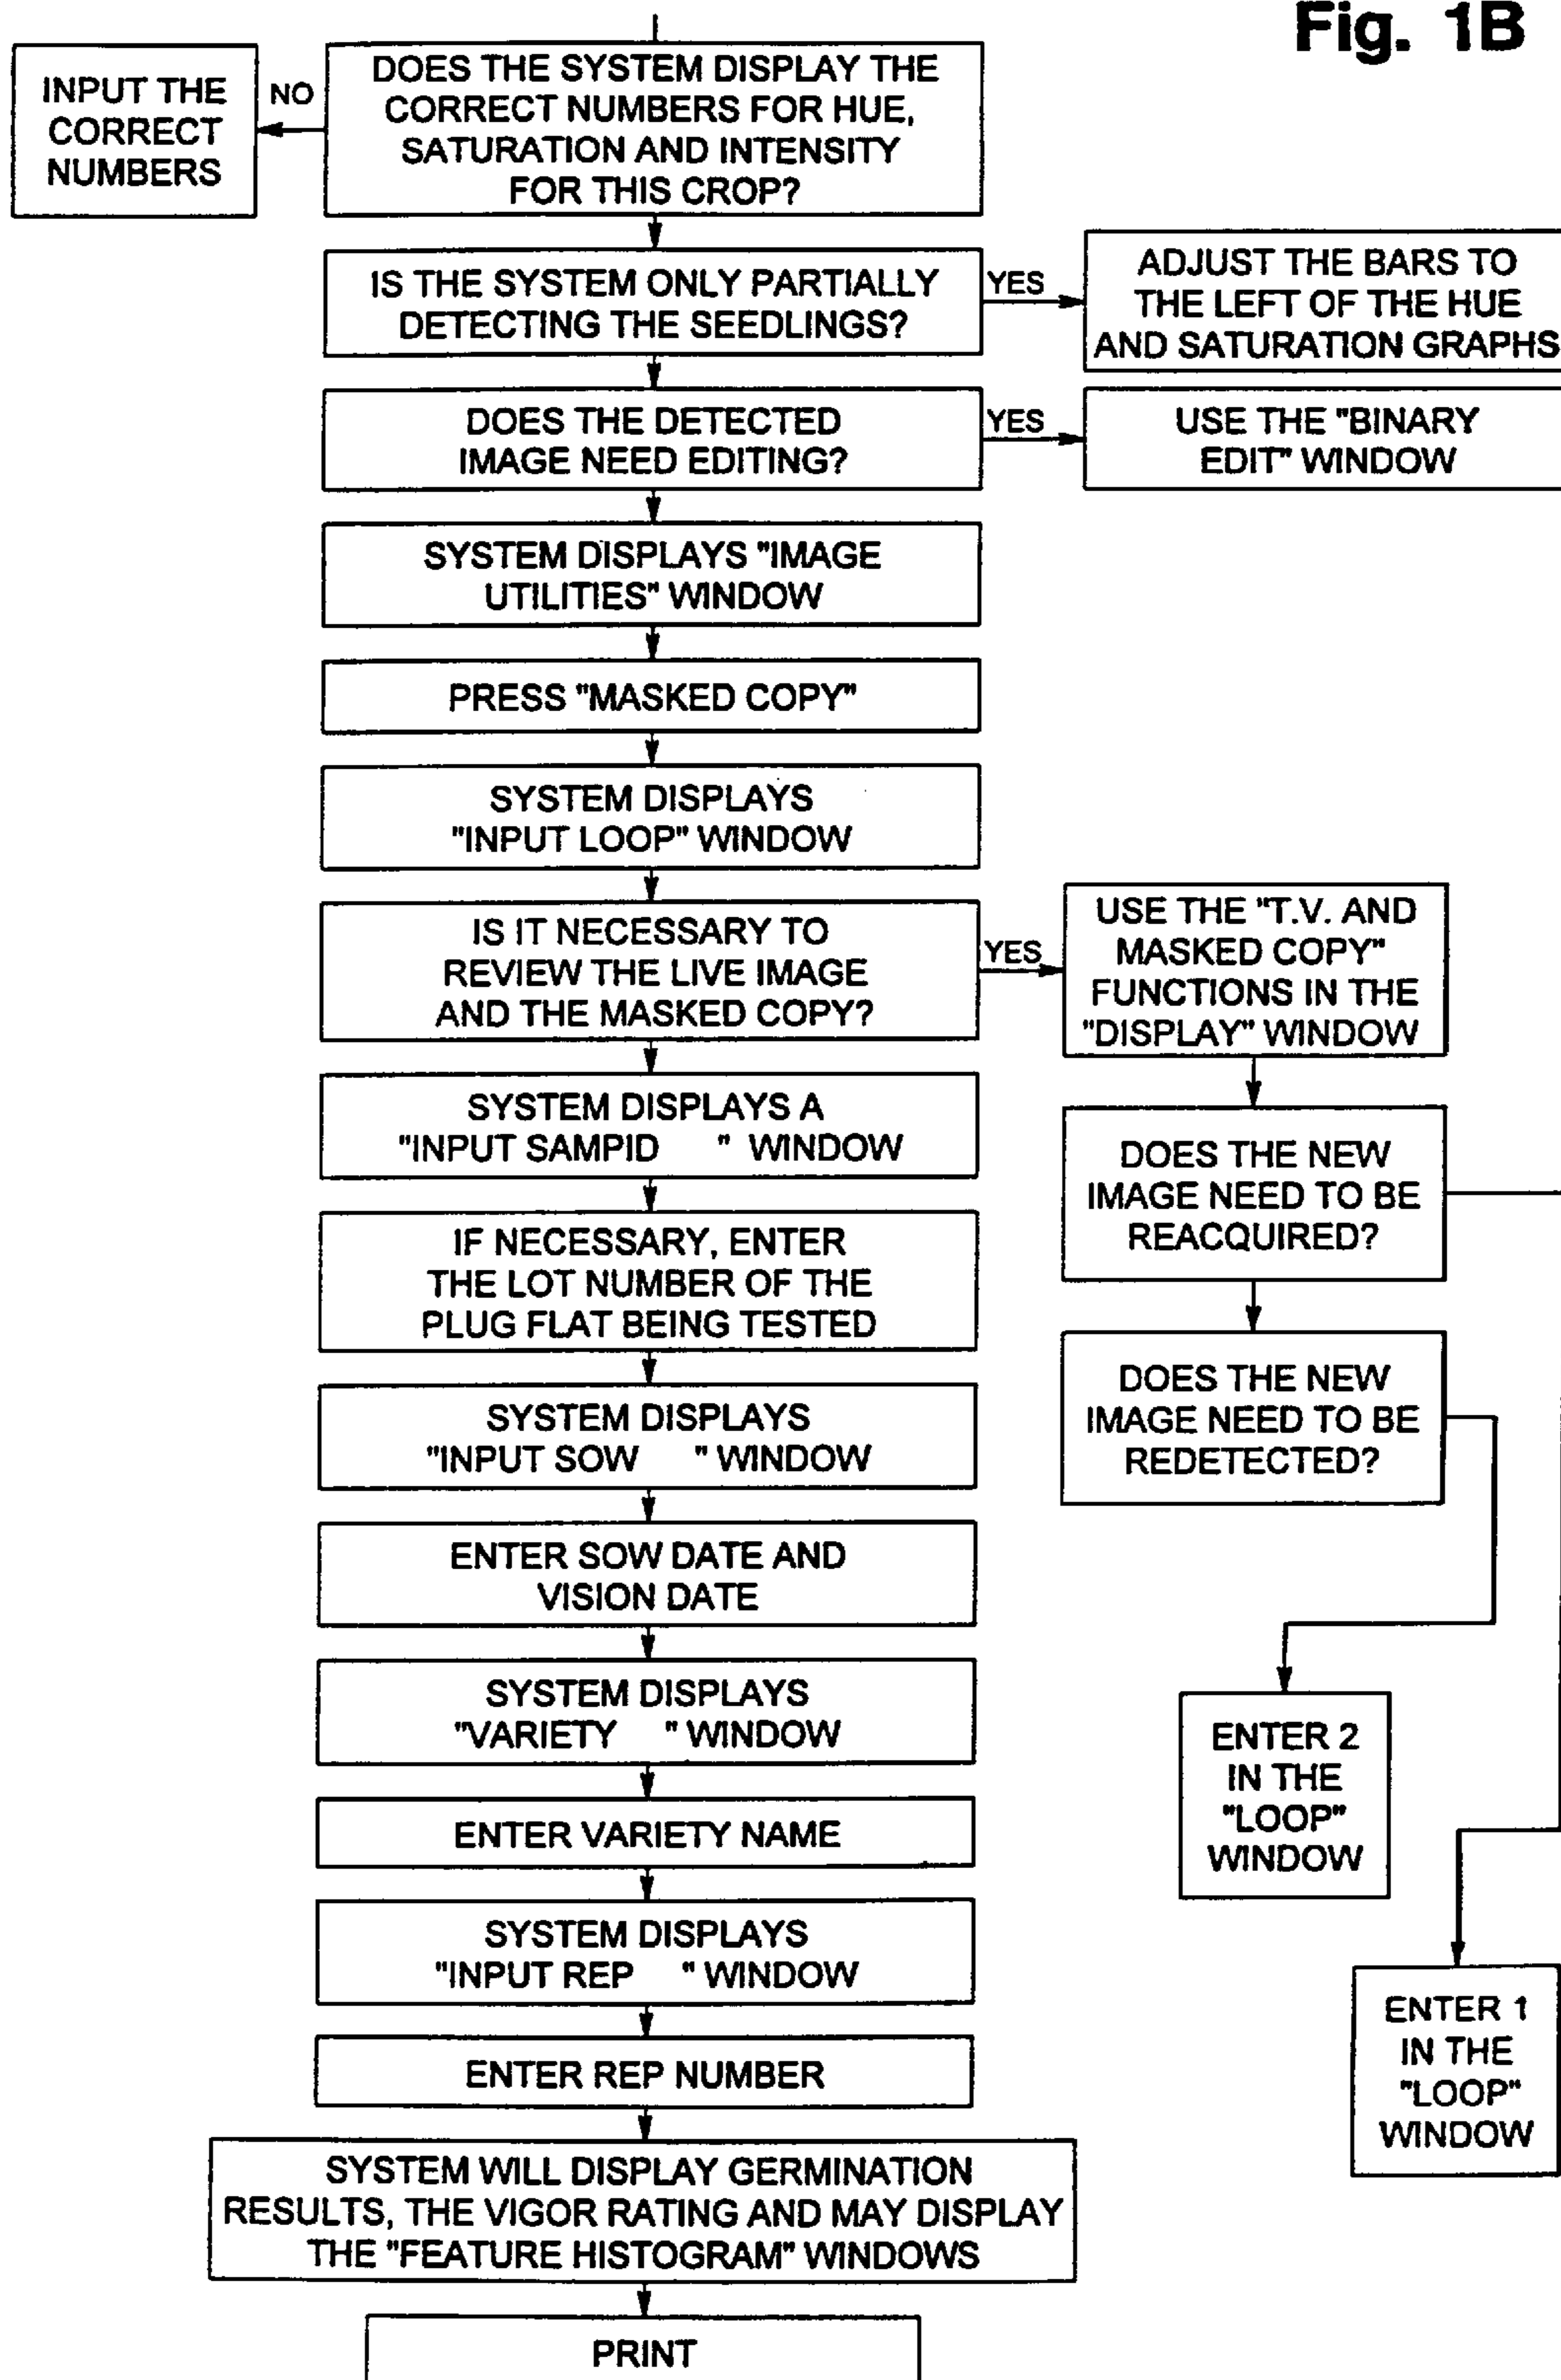 Fig. 1B
INPUT THE
CORRECT
NUMBERS
NO
DOES THE SYSTEM DISPLAY THE
CORRECT NUMBERS FOR HUE,
SATURATION AND INTENSITY
FOR THIS CROP?
IS THE SYSTEM ONLY PARTIALLY
DETECTING THE SEEDLINGS?
YES
ADJUST THE BARS TO
THE LEFT OF THE HUE
AND SATURATION GRAPHS
DOES THE DETECTED
IMAGE NEED EDITING?
YES
USE THE "BINARY
EDIT" WINDOW
SYSTEM DISPLAYS "IMAGE
UTILITIES" WINDOW
PRESS "MASKED COPY"
SYSTEM DISPLAYS
"INPUT LOOP" WINDOW
IS IT NECESSARY TO
REVIEW THE LIVE IMAGE
AND THE MASKED COPY?
YES
USE THE "T.V. AND
MASKED COPY"
FUNCTIONS IN THE
"DISPLAY" WINDOW
SYSTEM DISPLAYS A
"INPUT SAMPID " WINDOW
DOES THE NEW
IMAGE NEED TO BE
REACQUIRED?
IF NECESSARY, ENTER
THE LOT NUMBER OF THE
PLUG FLAT BEING TESTED
DOES THE NEW
IMAGE NEED TO BE
REDETECTED?
SYSTEM DISPLAYS
"INPUT SOW " WINDOW
ENTER SOW DATE AND
VISION DATE
SYSTEM DISPLAYS
"VARIETY " WINDOW
ENTER 2
IN THE
"LOOP"
WINDOW
ENTER VARIETY NAME
SYSTEM DISPLAYS
"INPUT REP " WINDOW
ENTER 1
IN THE
"LOOP"
WINDOW
ENTER REP NUMBER
SYSTEM WILL DISPLAY GERMINATION
RESULTS, THE VIGOR RATING AND MAY DISPLAY
THE "FEATURE HISTOGRAM" WINDOWS
PRINT